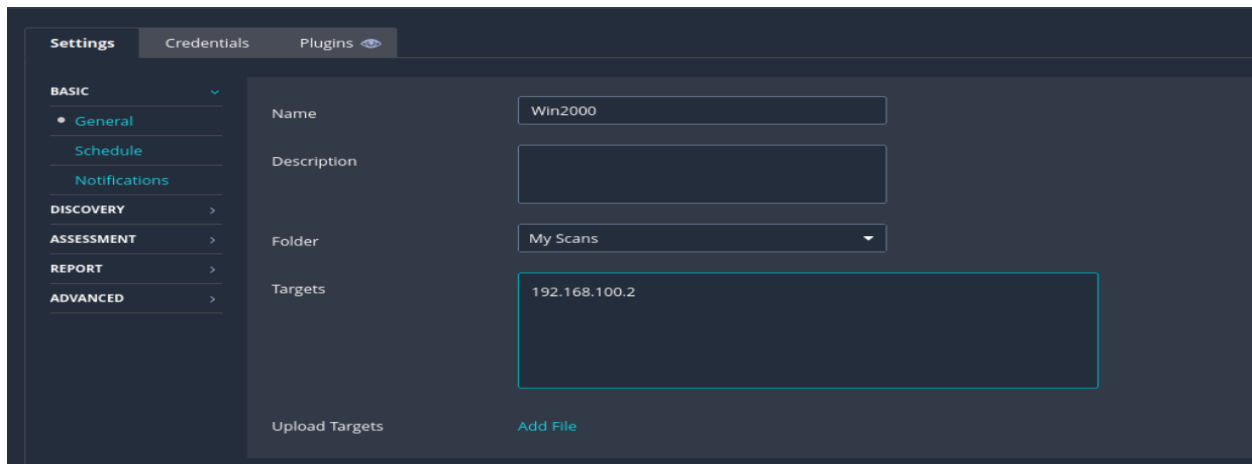 Settings Credentials Plugins
BASIC
General
Schedule
Notifications
DISCOVERY
ASSESSMENT
REPORT
ADVANCED
Name Win2000
Description
Folder My Scans
Targets 192.168.100.2
Upload Targets Add File